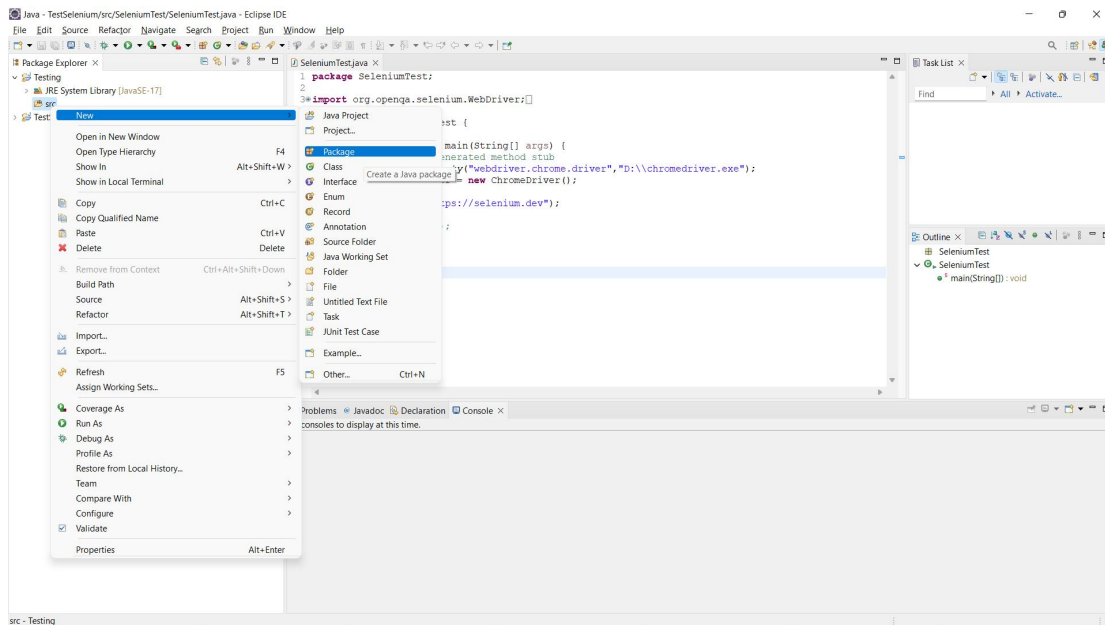 Java - TestSelenium/src/SeleniumTest/SeleniumTest.java - Eclipse IDE
File Edit Source Refactor Navigate Search Project Run Window Help
Package Explorer
Testing
JRE System Library [JavaSE-17]
src
Test
New
Open in New Window
Open Type Hierarchy F4
Show In Alt+Shift+W >
Show in Local Terminal >
Copy Ctrl+C
Copy Qualified Name
Paste Ctrl+V
Delete Delete
Remove from Context Ctrl+Alt+Shift+Down
Build Path >
Source Alt+Shift+S >
Refactor Alt+Shift+T >
Import...
Export...
Refresh F5
Assign Working Sets...
Coverage As >
Run As >
Debug As >
Profile As >
Restore from Local History...
Team >
Compare With >
Configure >
Validate
Properties Alt+Enter
Java Project
Project...
Package
Class
Interface
Enum
Record
Annotation
Source Folder
Java Working Set
Folder
File
Untitled Text File
Task
JUnit Test Case
Example...
Other... Ctrl+N
Create a Java package
SeleniumTest.java
1 package SeleniumTest;
2
3 import org.openqa.selenium.WebDriver;
est {
main(String[] args) {
enerated method stub
y("webdriver.chrome.driver","D:\\chromedriver.exe");
= new ChromeDriver();
ps://selenium.dev");
;
Problems Javadoc Declaration Console
consoles to display at this time.
Task List
Find All Activate...
Outline
SeleniumTest
SeleniumTest
main(String[]) : void
src - Testing